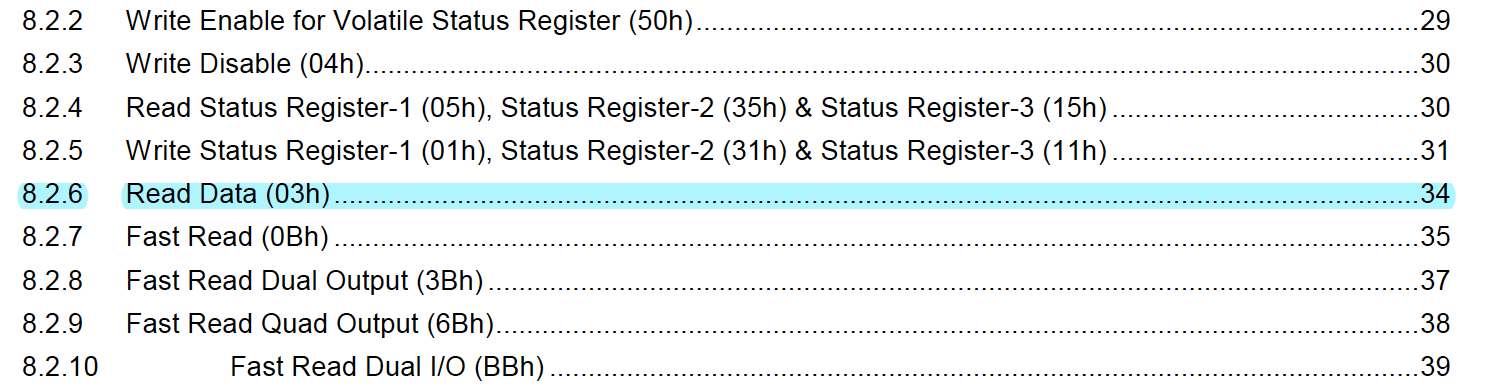 8.2.2 Write Enable for Volatile Status Register (50h)........................................................................................29
8.2.3 Write Disable (04h)........................................................................................30
8.2.4 Read Status Register-1 (05h), Status Register-2 (35h) & Status Register-3 (15h) ........................................30
8.2.5 Write Status Register-1 (01h), Status Register-2 (31h) & Status Register-3 (11h) ........................................31
8.2.6 Read Data (03h) ........................................................................................34
8.2.7 Fast Read (0Bh) ........................................................................................35
8.2.8 Fast Read Dual Output (3Bh) ........................................................................................37
8.2.9 Fast Read Quad Output (6Bh)........................................................................................38
8.2.10 Fast Read Dual I/O (BBh) ........................................................................................39